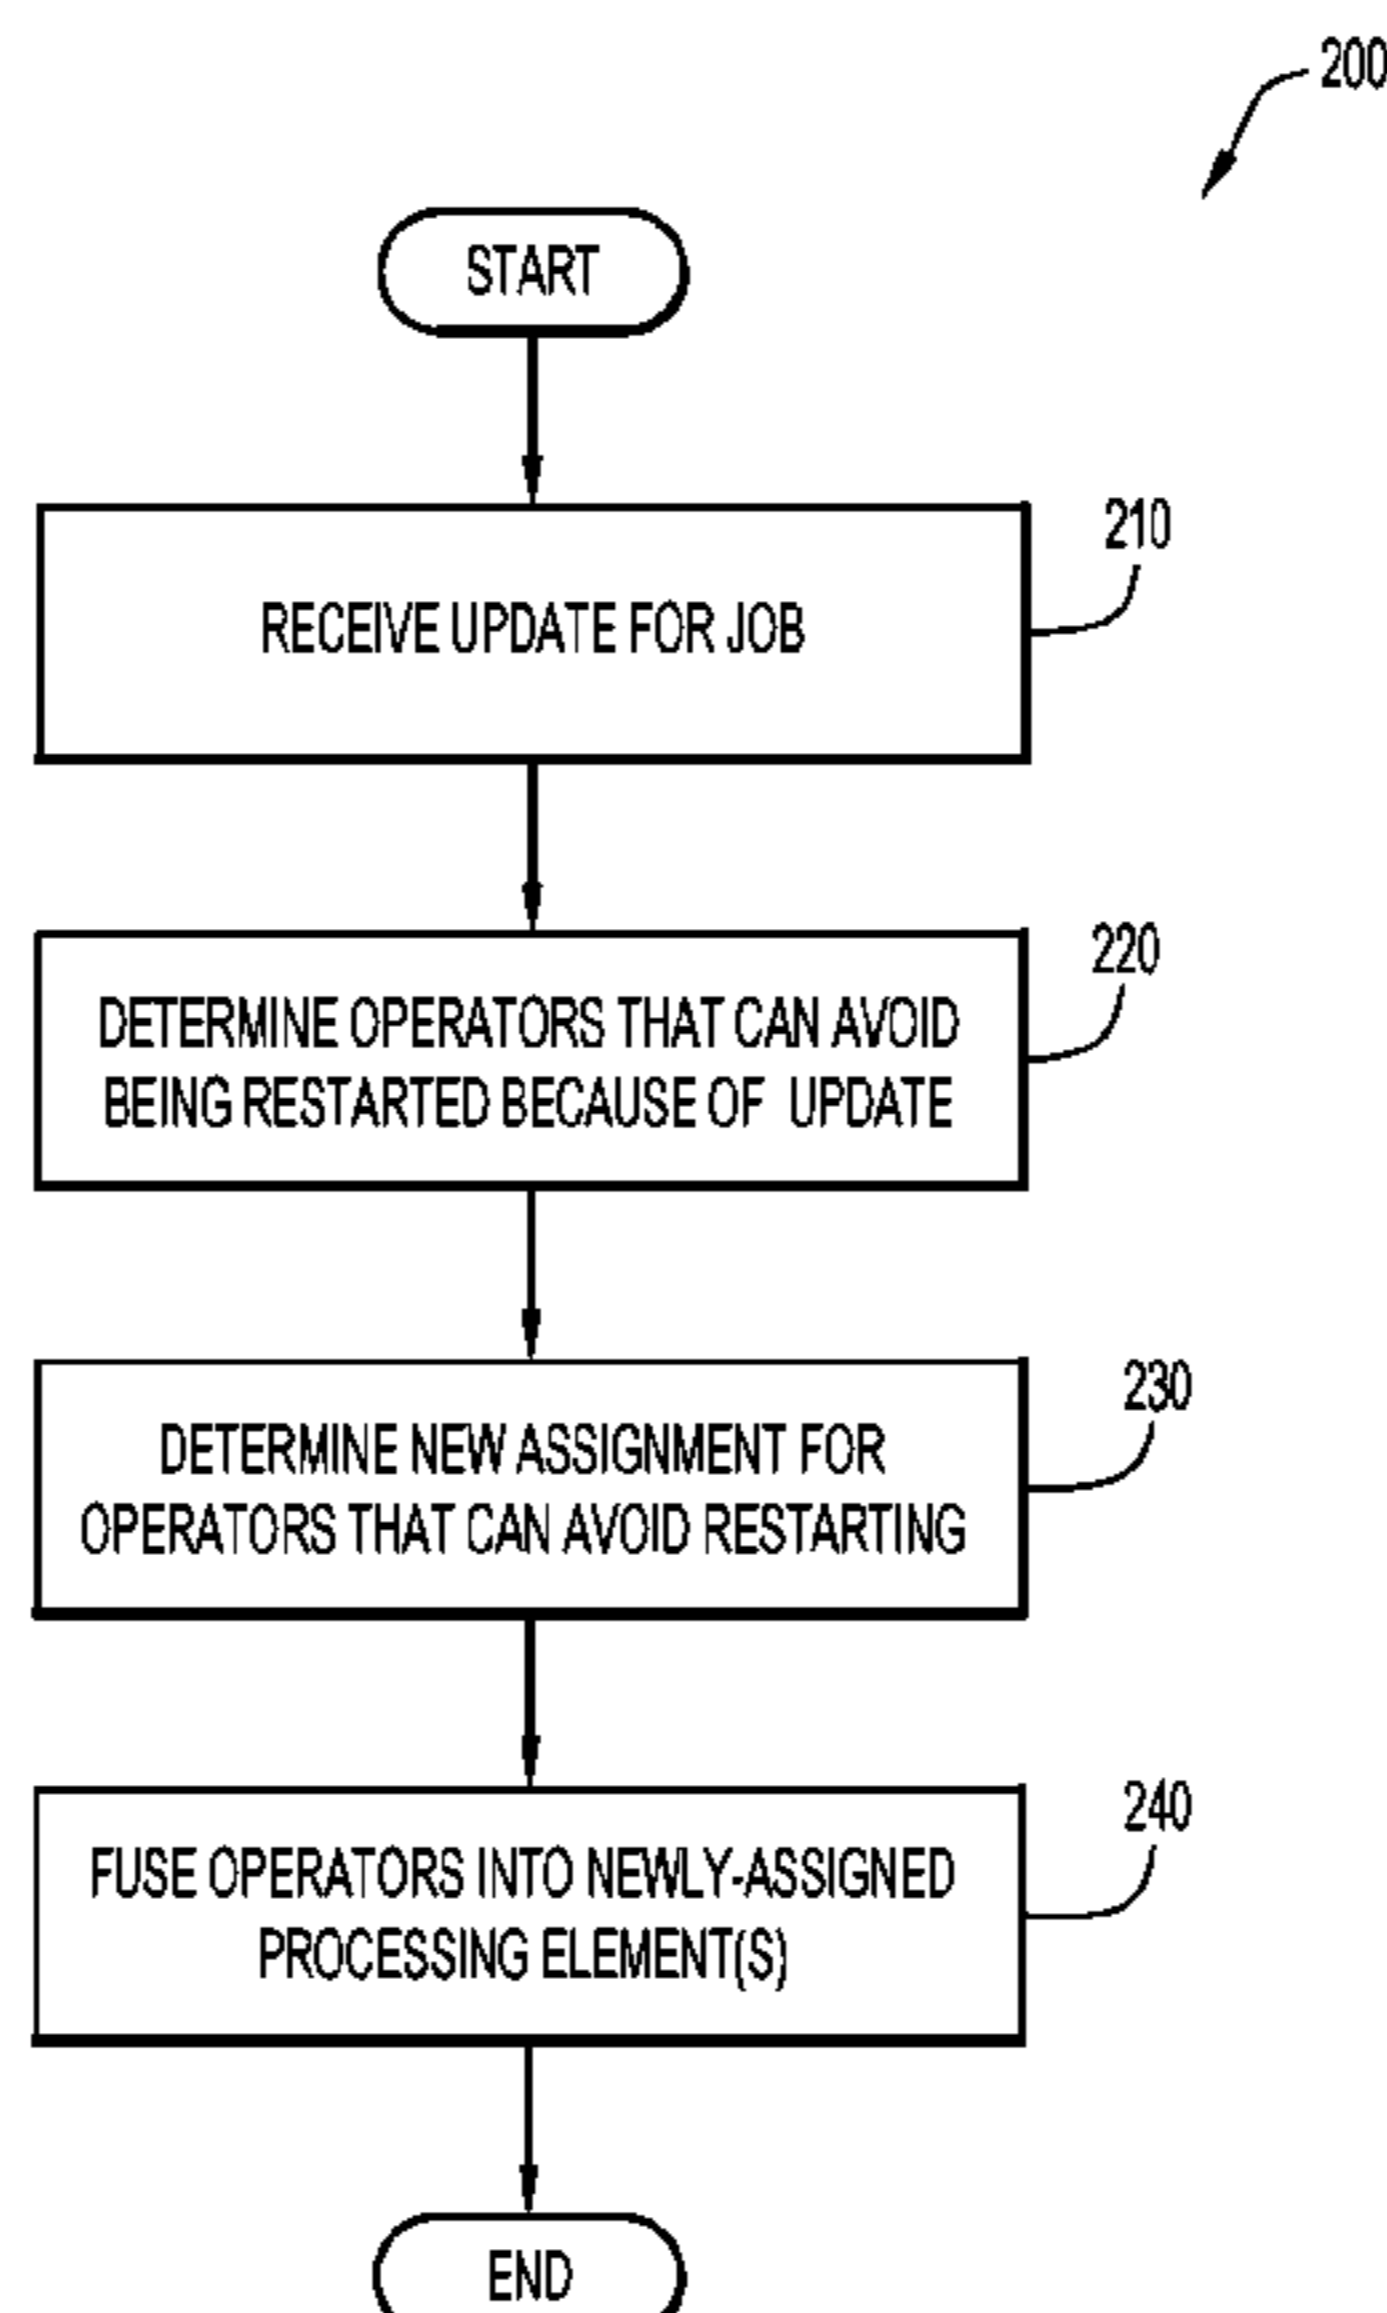 200
START
210
RECEIVE UPDATE FOR JOB
220
DETERMINE OPERATORS THAT CAN AVOID
BEING RESTARTED BECAUSE OF UPDATE
230
DETERMINE NEW ASSIGNMENT FOR
OPERATORS THAT CAN AVOID RESTARTING
240
FUSE OPERATORS INTO NEWLY-ASSIGNED
PROCESSING ELEMENT(S)
END